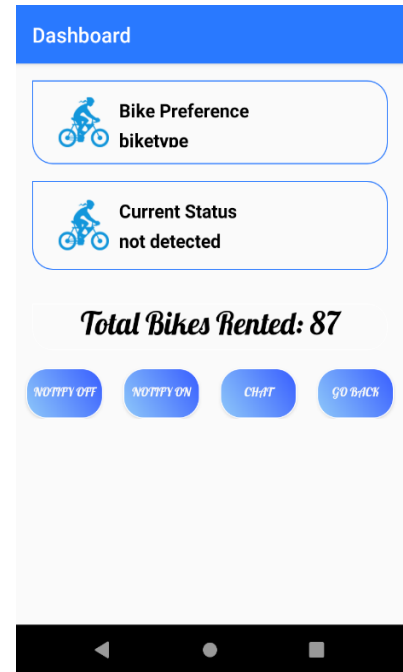 Dashboard
Bike Preference
biketype
Current Status
not detected
Total Bikes Rented: 87
NOTIFY OFF
NOTIFY ON
CHAT
GO BACK